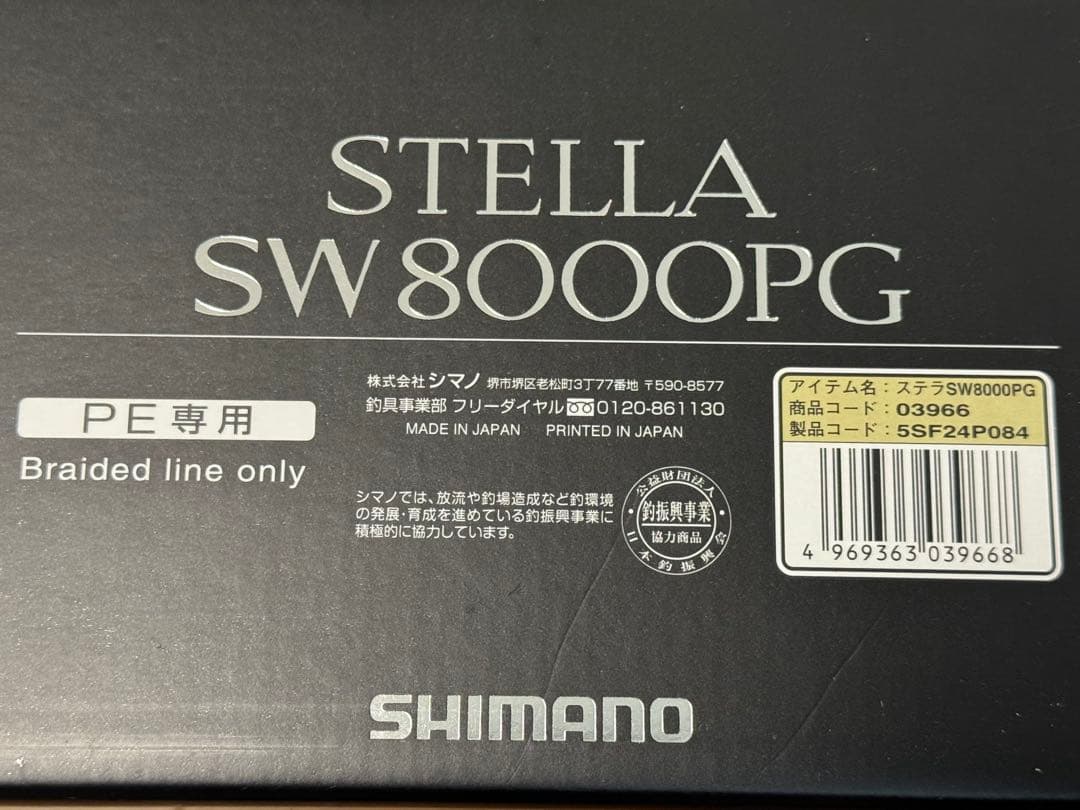 STELLA
SW8000PG
PE専用
Braided line only
株式会社シマノ 堺市堺区老松町3丁77番地 〒590-8577
釣具事業部 フリーダイヤル 0120-861130
MADE IN JAPAN PRINTED IN JAPAN
シマノでは、放流や釣場造成など釣環境
の発展・育成を進めている釣振興事業に
積極的に協力しています。
公益財団法人
釣振興事業
協力商品
日本釣振興会
アイテム名：ステラSW8000PG
商品コード：03966
製品コード：5SF24P084
4 969363 039668
SHIMANO